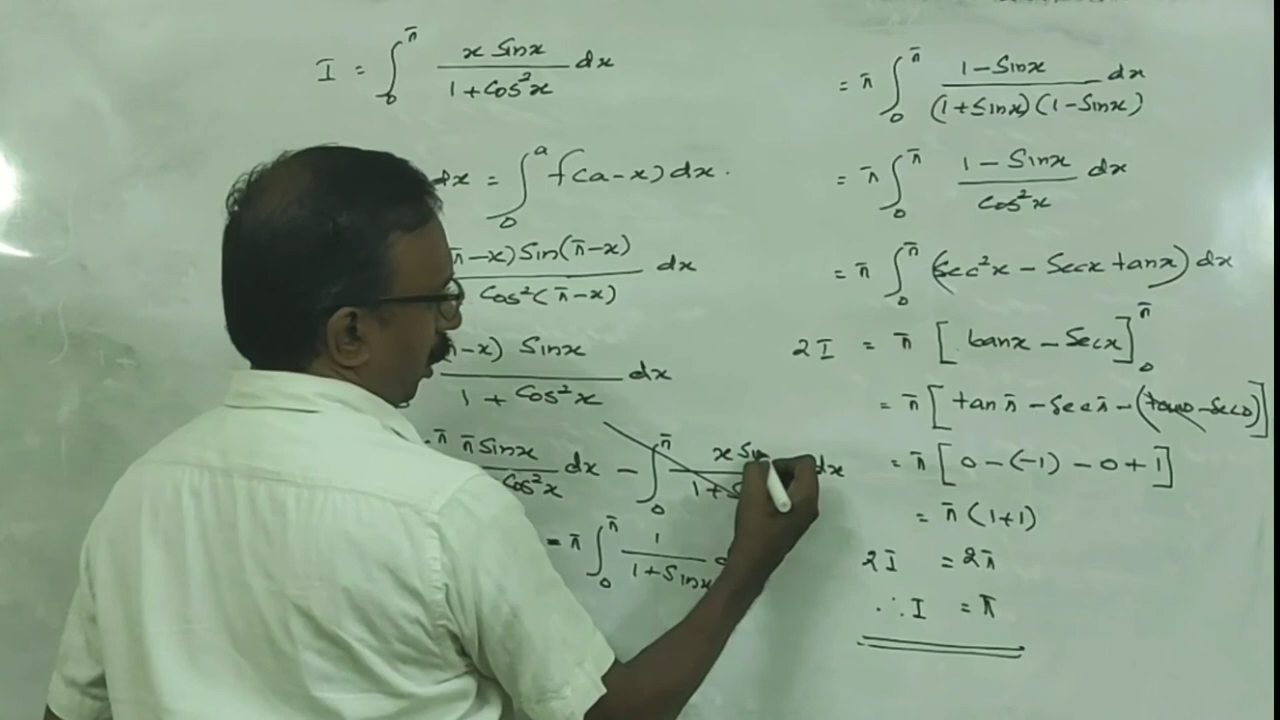 I = ∫₀^π x Sinx / 1 + Cos²x dx
dx = ∫₀^a f(a-x) dx.
π-x) Sin(π-x) / Cos²(π-x) dx
-x) Sinx / 1 + Cos²x dx
π π Sinx / Cos²x dx - ∫₀^π x Sin / 1 + S dx
= π ∫₀^π 1 / 1 + Sinx
= π ∫₀^π 1 - Sinx / (1 + Sinx)(1 - Sinx) dx
= π ∫₀^π 1 - Sinx / Cos²x dx
= π ∫₀^π (Sec²x - Secx tanx) dx
2I = π [tanx - Secx]₀^π
= π [tan π - Sec π - (tan0 - Sec0)]
= π [0 - (-1) - 0 + 1]
= π (1+1)
2I = 2π
∴ I = π